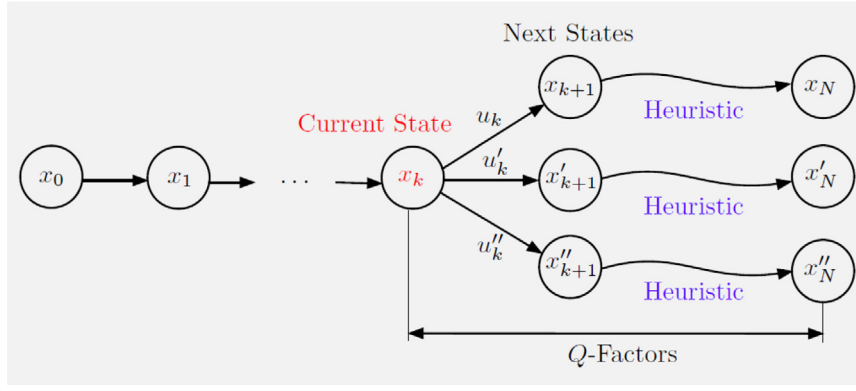 Next States
x_{k+1}
x_N
u_k
Heuristic
Current State
u'_k
x_0
x_1
...
x_k
x'_{k+1}
x'_N
Heuristic
u''_k
x''_{k+1}
x''_N
Heuristic
Q-Factors